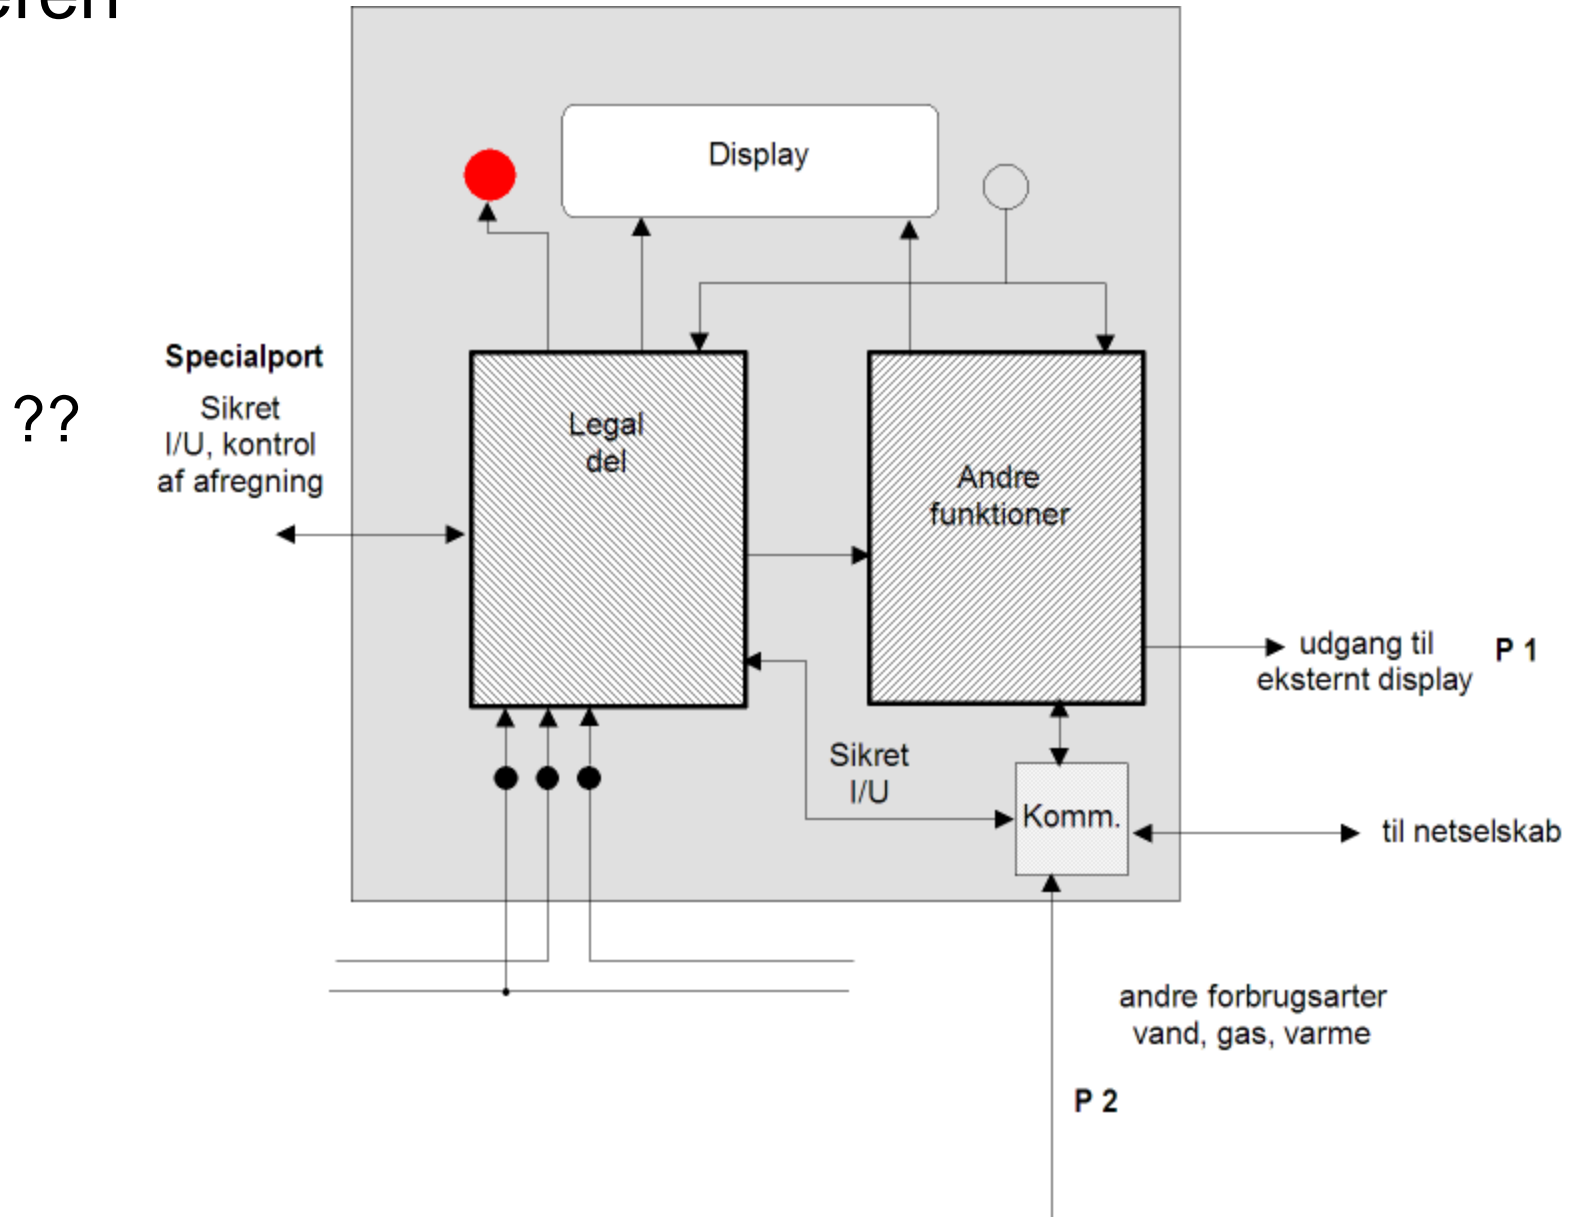 Display
Specialport
Sikret
I/U, kontrol
af afregning
??
Legal
del
Andre
funktioner
udgang til
eksternt display
P 1
Sikret
I/U
Komm.
til netselskab
andre forbrugsarter
vand, gas, varme
P 2